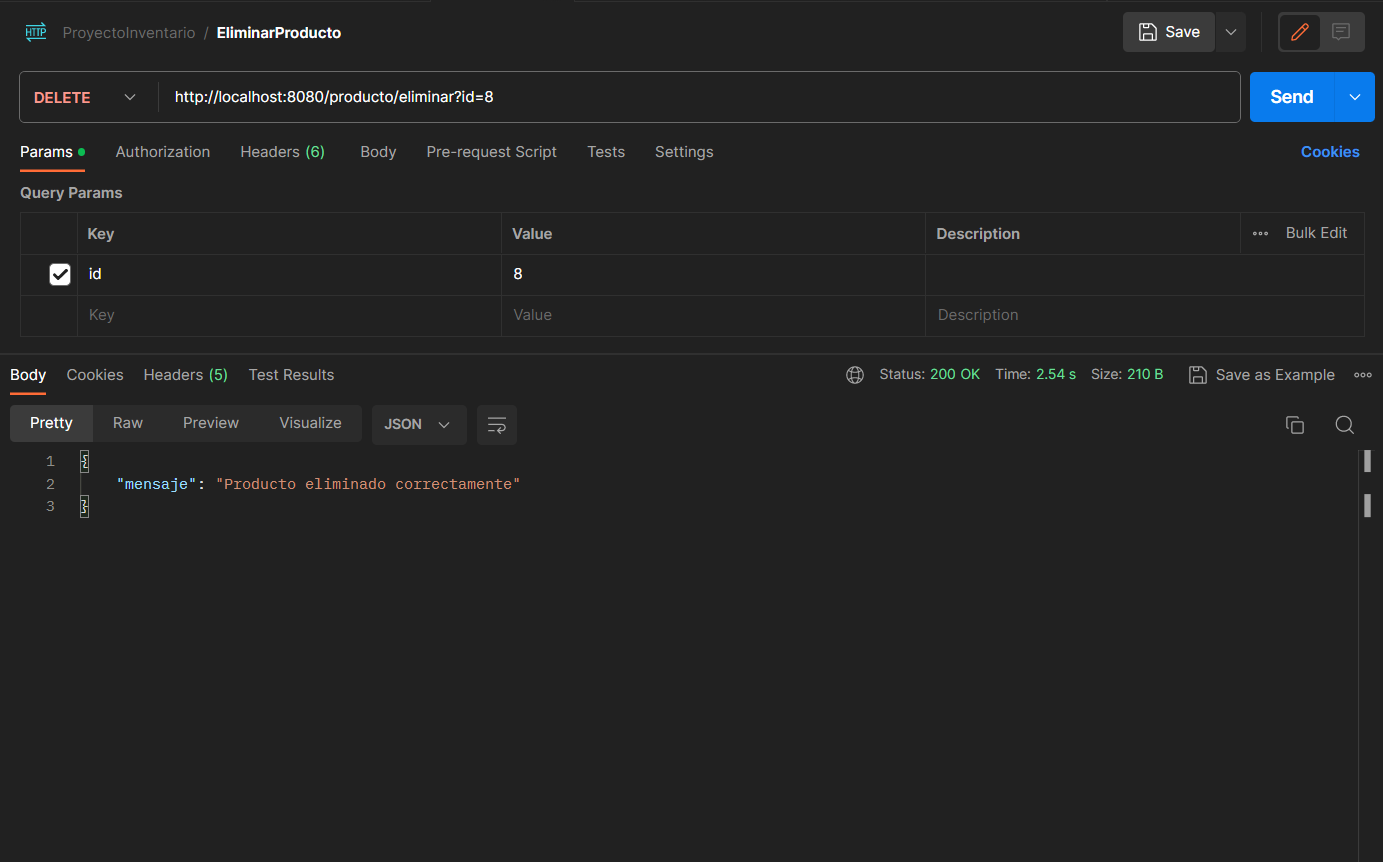 HTTP ProyectoInventario / EliminarProducto Save
DELETE http://localhost:8080/producto/eliminar?id=8 Send
Params Authorization Headers (6) Body Pre-request Script Tests Settings Cookies
Query Params
Key Value Description Bulk Edit
id 8
Key Value Description
Body Cookies Headers (5) Test Results Status: 200 OK Time: 2.54 s Size: 210 B Save as Example
Pretty Raw Preview Visualize JSON
1 {
2 "mensaje": "Producto eliminado correctamente"
3 }